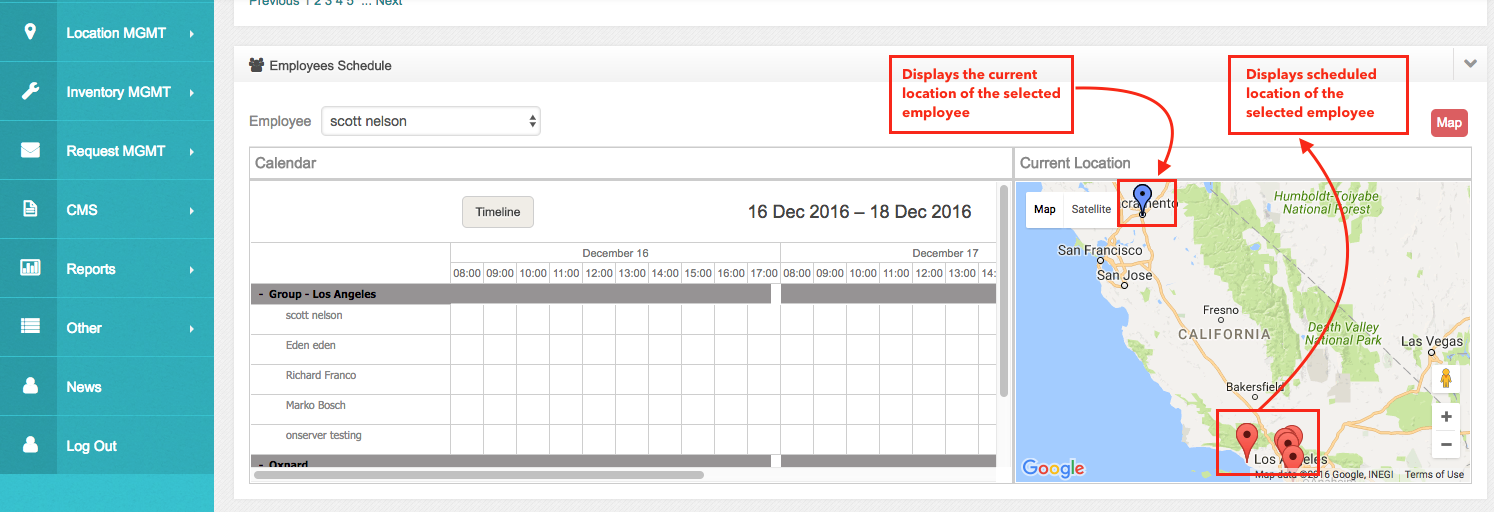 Previous 1 2 3 4 5 ... Next
Location MGMT
Inventory MGMT
Request MGMT
CMS
Reports
Other
News
Log Out
Employees Schedule
Displays the current
location of the selected
employee
Displays scheduled
location of the
selected employee
Employee scott nelson
Map
Calendar
Current Location
Timeline
16 Dec 2016 – 18 Dec 2016
December 16 December 17
08:00 09:00 10:00 11:00 12:00 13:00 14:00 15:00 16:00 17:00 08:00 09:00 10:00 11:00 12:00 13:00 14:
- Group - Los Angeles
scott nelson
Eden eden
Richard Franco
Marko Bosch
onserver testing
- Oxnard
Map Satellite
cramento
Humboldt-Toiyabe
National Forest
San Francisco
San Jose
Fresno
CALIFORNIA
Death Valley
National Park
Las Vegas
Bakersfield
Los A eles
Google
Map data ©2016 Google, INEGI Terms of Use